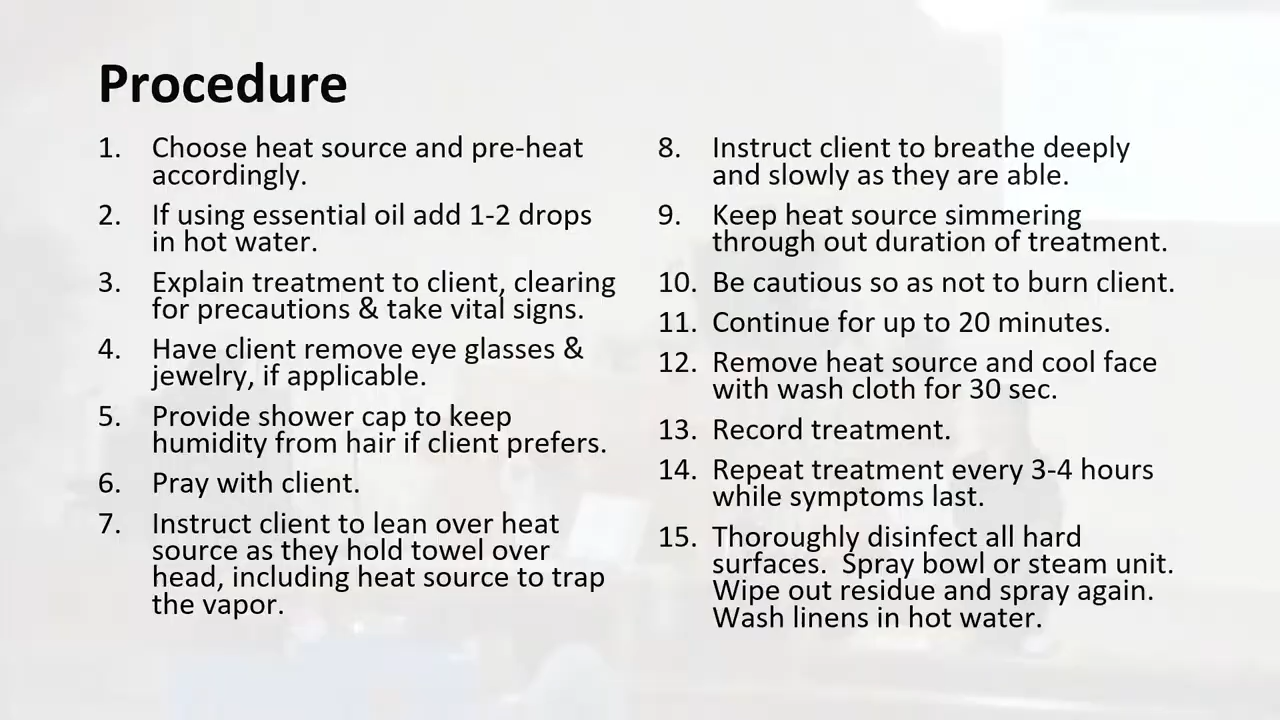 Procedure
1. Choose heat source and pre-heat
accordingly.
2. If using essential oil add 1-2 drops
in hot water.
3. Explain treatment to client, clearing
for precautions & take vital signs.
4. Have client remove eye glasses &
jewelry, if applicable.
5. Provide shower cap to keep
humidity from hair if client prefers.
6. Pray with client.
7. Instruct client to lean over heat
source as they hold towel over
head, including heat source to trap
the vapor.
8. Instruct client to breathe deeply
and slowly as they are able.
9. Keep heat source simmering
through out duration of treatment.
10. Be cautious so as not to burn client.
11. Continue for up to 20 minutes.
12. Remove heat source and cool face
with wash cloth for 30 sec.
13. Record treatment.
14. Repeat treatment every 3-4 hours
while symptoms last.
15. Thoroughly disinfect all hard
surfaces.  Spray bowl or steam unit.
Wipe out residue and spray again.
Wash linens in hot water.